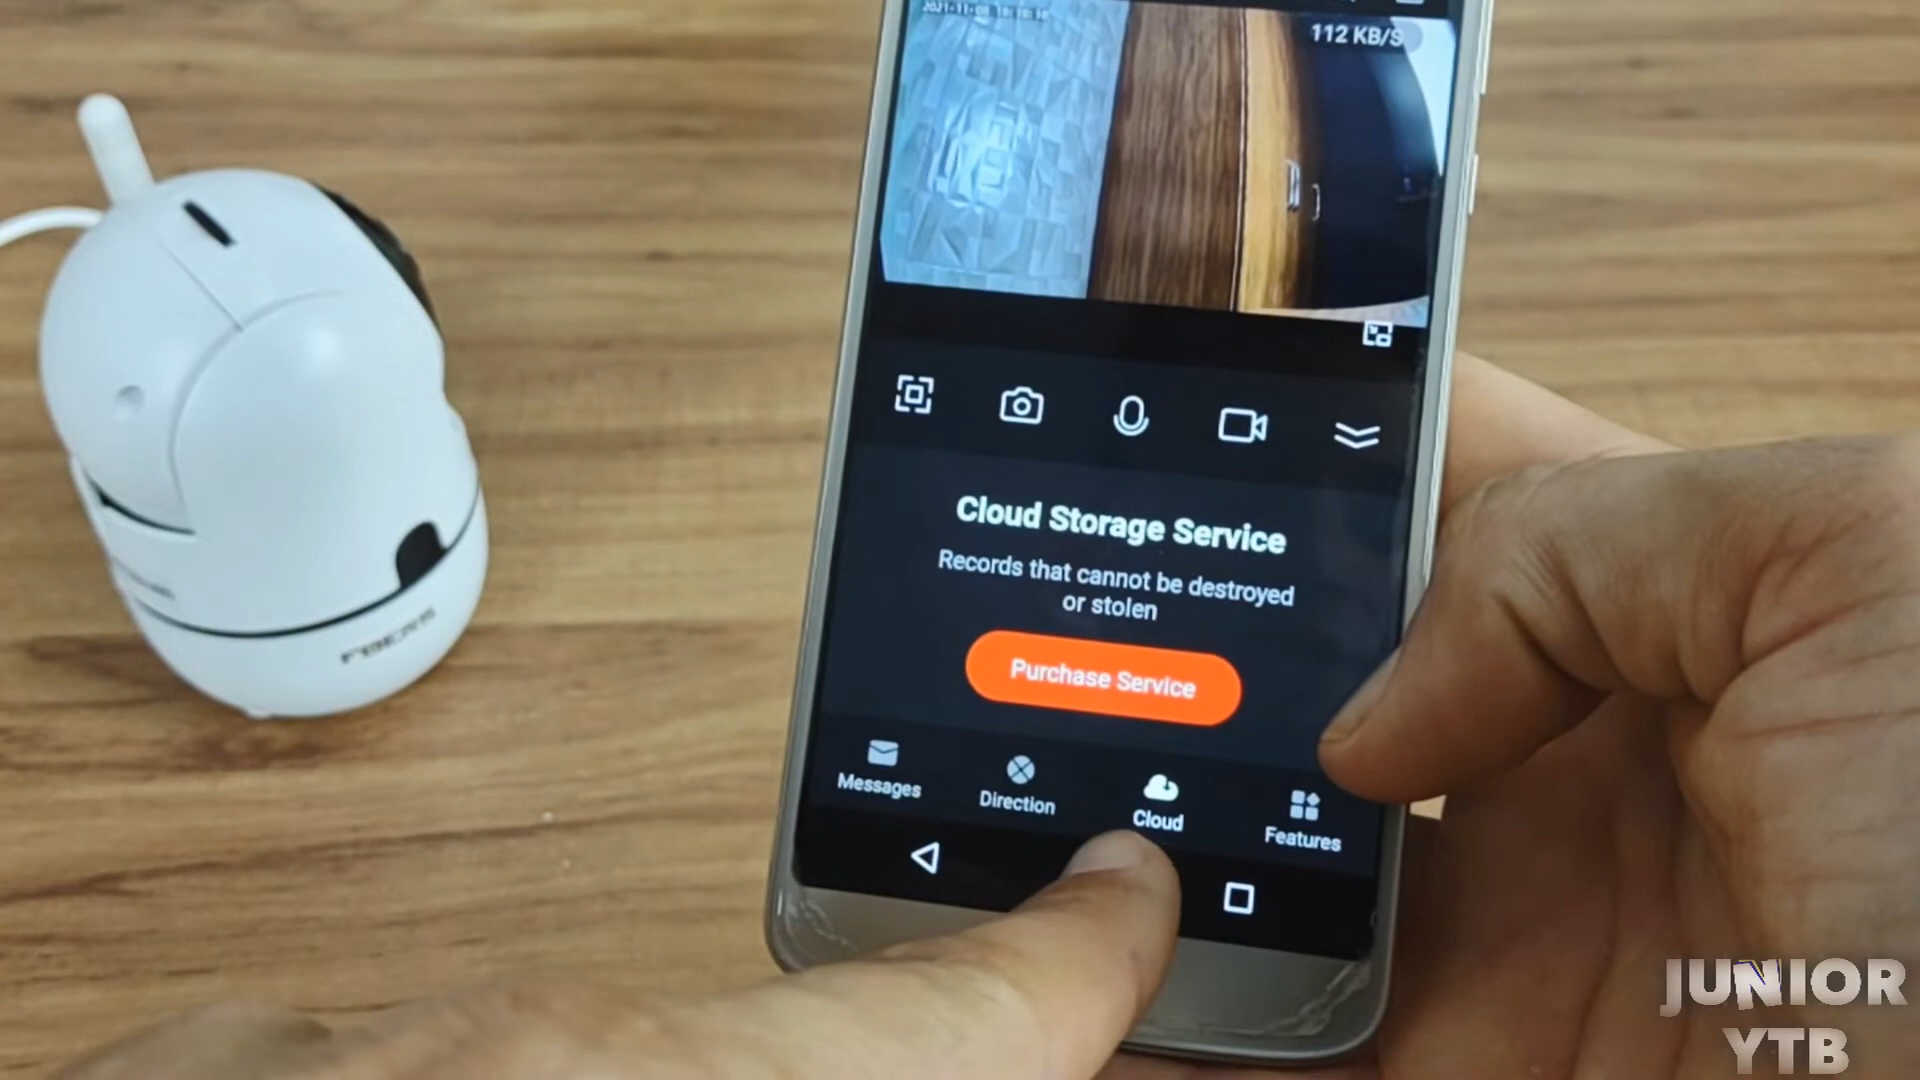 112 KB/S
Cloud Storage Service
Records that cannot be destroyed
or stolen
Purchase Service
Messages
Direction
Cloud
Features
JUNIOR
YTB